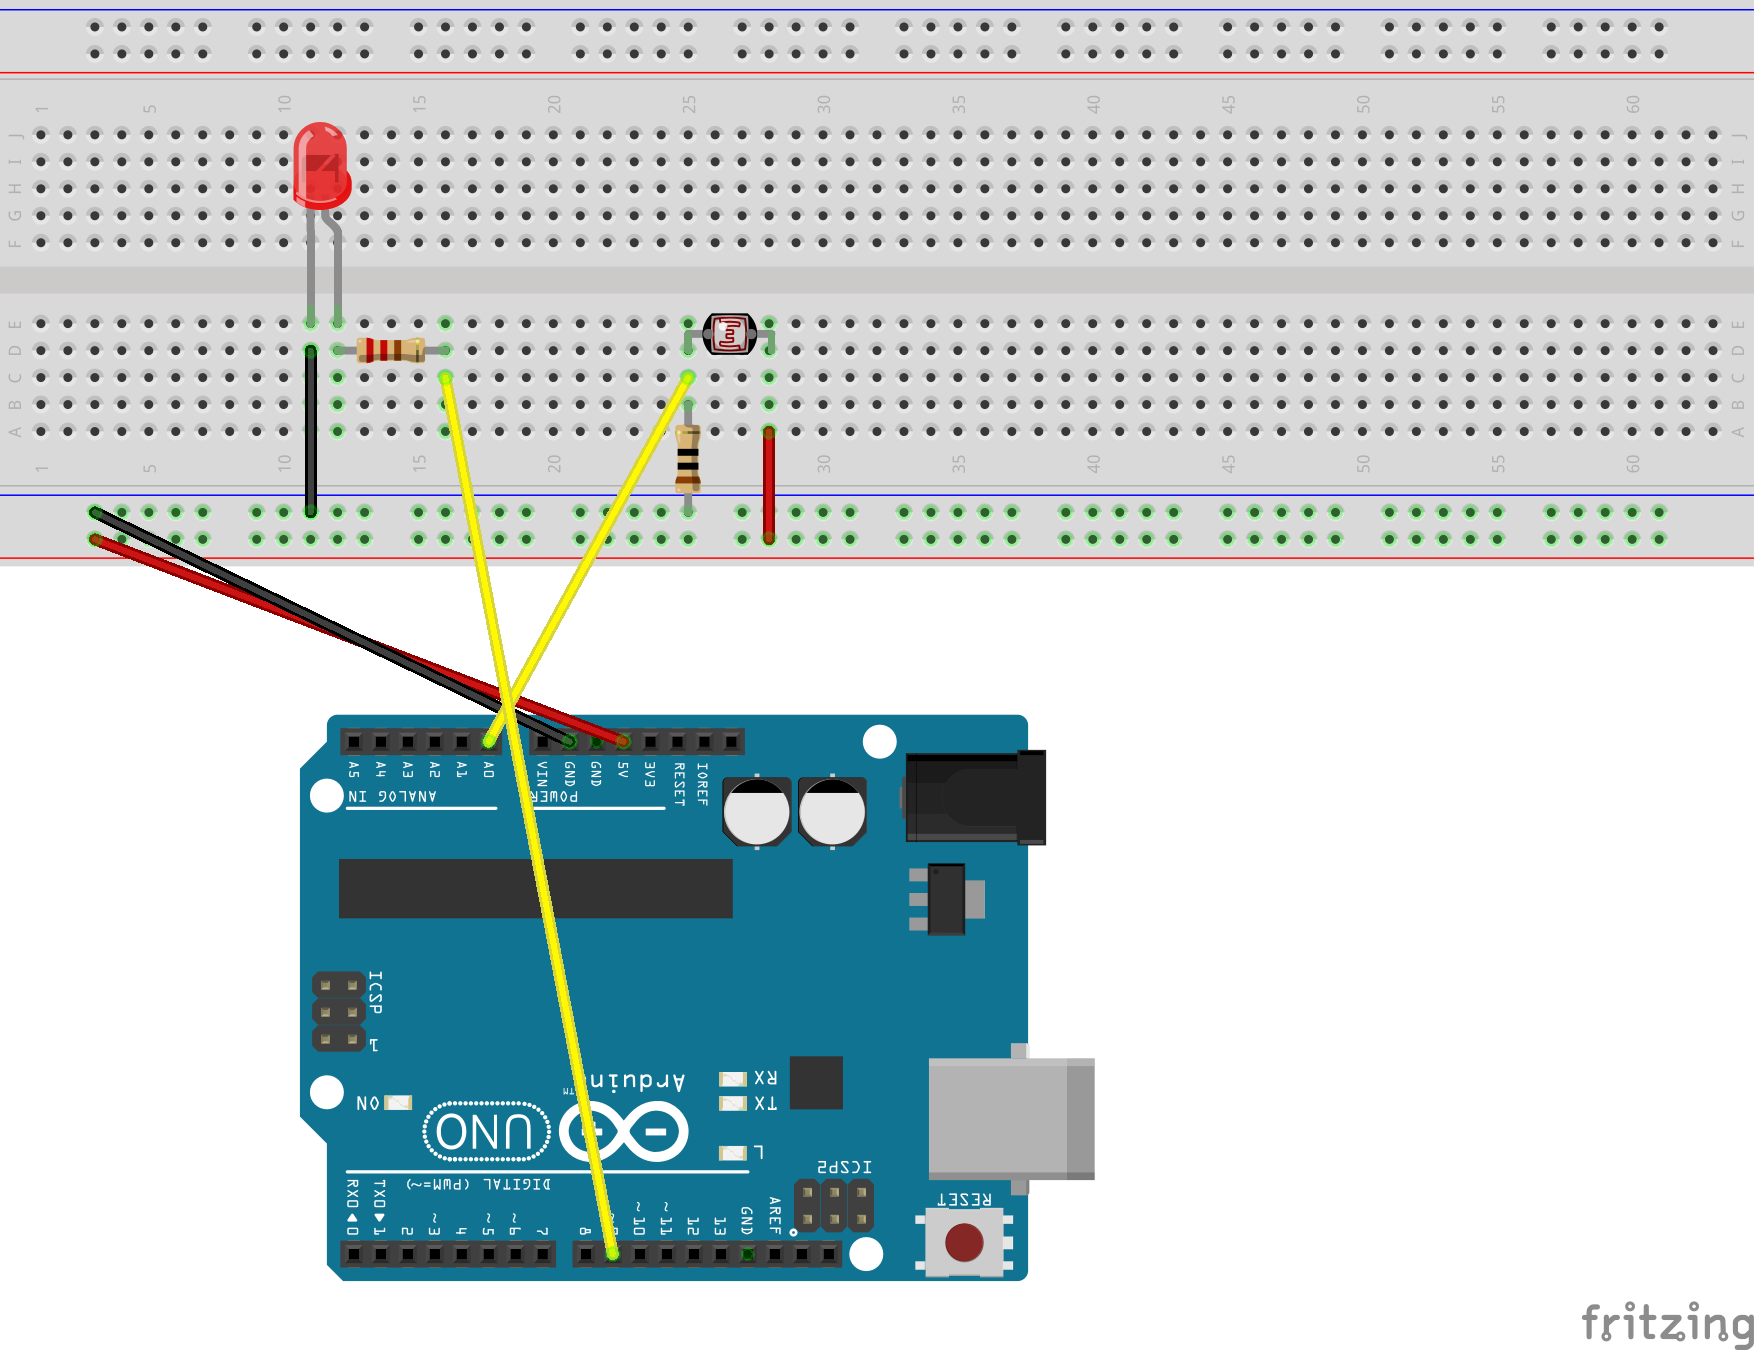 1 5 10 15 20 25 30 35 40 45 50 55 60
J J
I I
H H
G G
F F
E E
D D
C C
B B
A A
1 5 10 15 20 25 30 35 40 45 50 55 60
A5 A4 A3 A2 A1 A0 VIN GND GND 5V 3V3 RESET IOREF
ANALOG IN POWER
ICSP
1
Arduin
TM
RX
TX
ON
UNO
L
ICSP2
DIGITAL (PWM=~)
RESET
RX0 0 TX0 1 2 ~3 4 ~5 ~6 7 8 ~10 ~11 12 13 GND AREF
fritzing